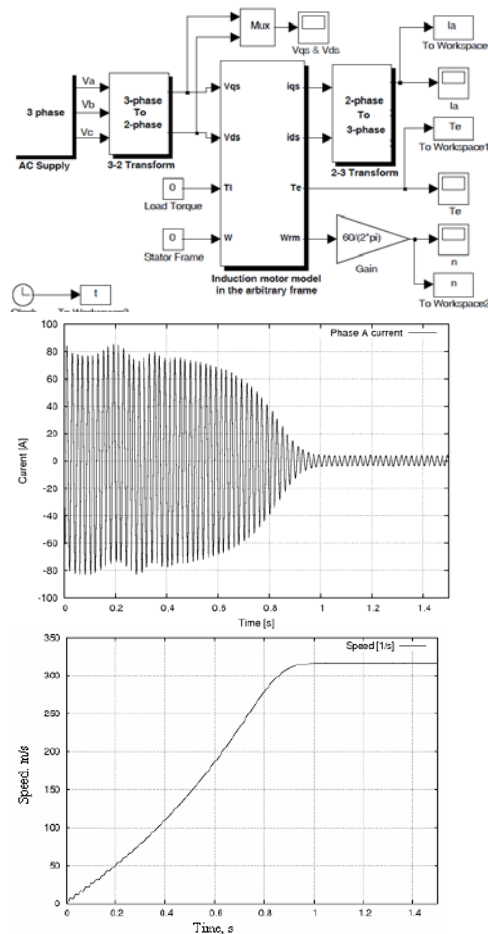 Mux
Vqs & Vds
Ia
To Workspace
3 phase
Va
Vb
Vc
AC Supply
3-phase
To
2-phase
3-2 Transform
Vqs
Vds
Tl
W
iqs
ids
Te
Wrm
Induction motor model
in the arbitrary frame
2-phase
To
3-phase
2-3 Transform
Ia
Te
To Workspace1
Te
0
Load Torque
0
Stator Frame
60/(2*pi)
Gain
n
n
To Workspace2
t
Phase A current
Curent [A]
100
80
60
40
20
0
-20
-40
-60
-80
-100
0
0.2
0.4
0.6
0.8
1
1.2
1.4
Time [s]
Speed [1/s]
Speed. m/s
350
300
250
200
150
100
50
0
0
0.2
0.4
0.6
0.8
1
1.2
1.4
Time, s